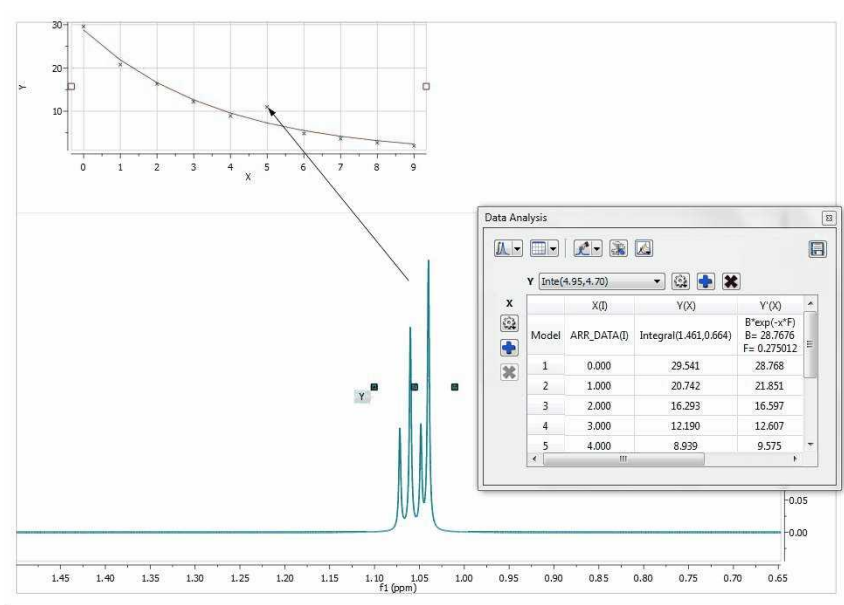 30
20
10
Y
0 1 2 3 4 5 6 7 8 9
X
Data Analysis
Y Inte(4.95,4.70)
X
X(I) Y(X) Y'(X)
Model ARR_DATA(I) Integral(1.461,0.664) B*exp(-x*F)
B= 28.7676
F= 0.275012
1 0.000 29.541 28.768
2 1.000 20.742 21.851
3 2.000 16.293 16.597
4 3.000 12.190 12.607
5 4.000 8.939 9.575
Y
0.05
0.00
1.45 1.40 1.35 1.30 1.25 1.20 1.15 1.10 1.05 1.00 0.95 0.90 0.85 0.80 0.75 0.70 0.65
f1 (ppm)